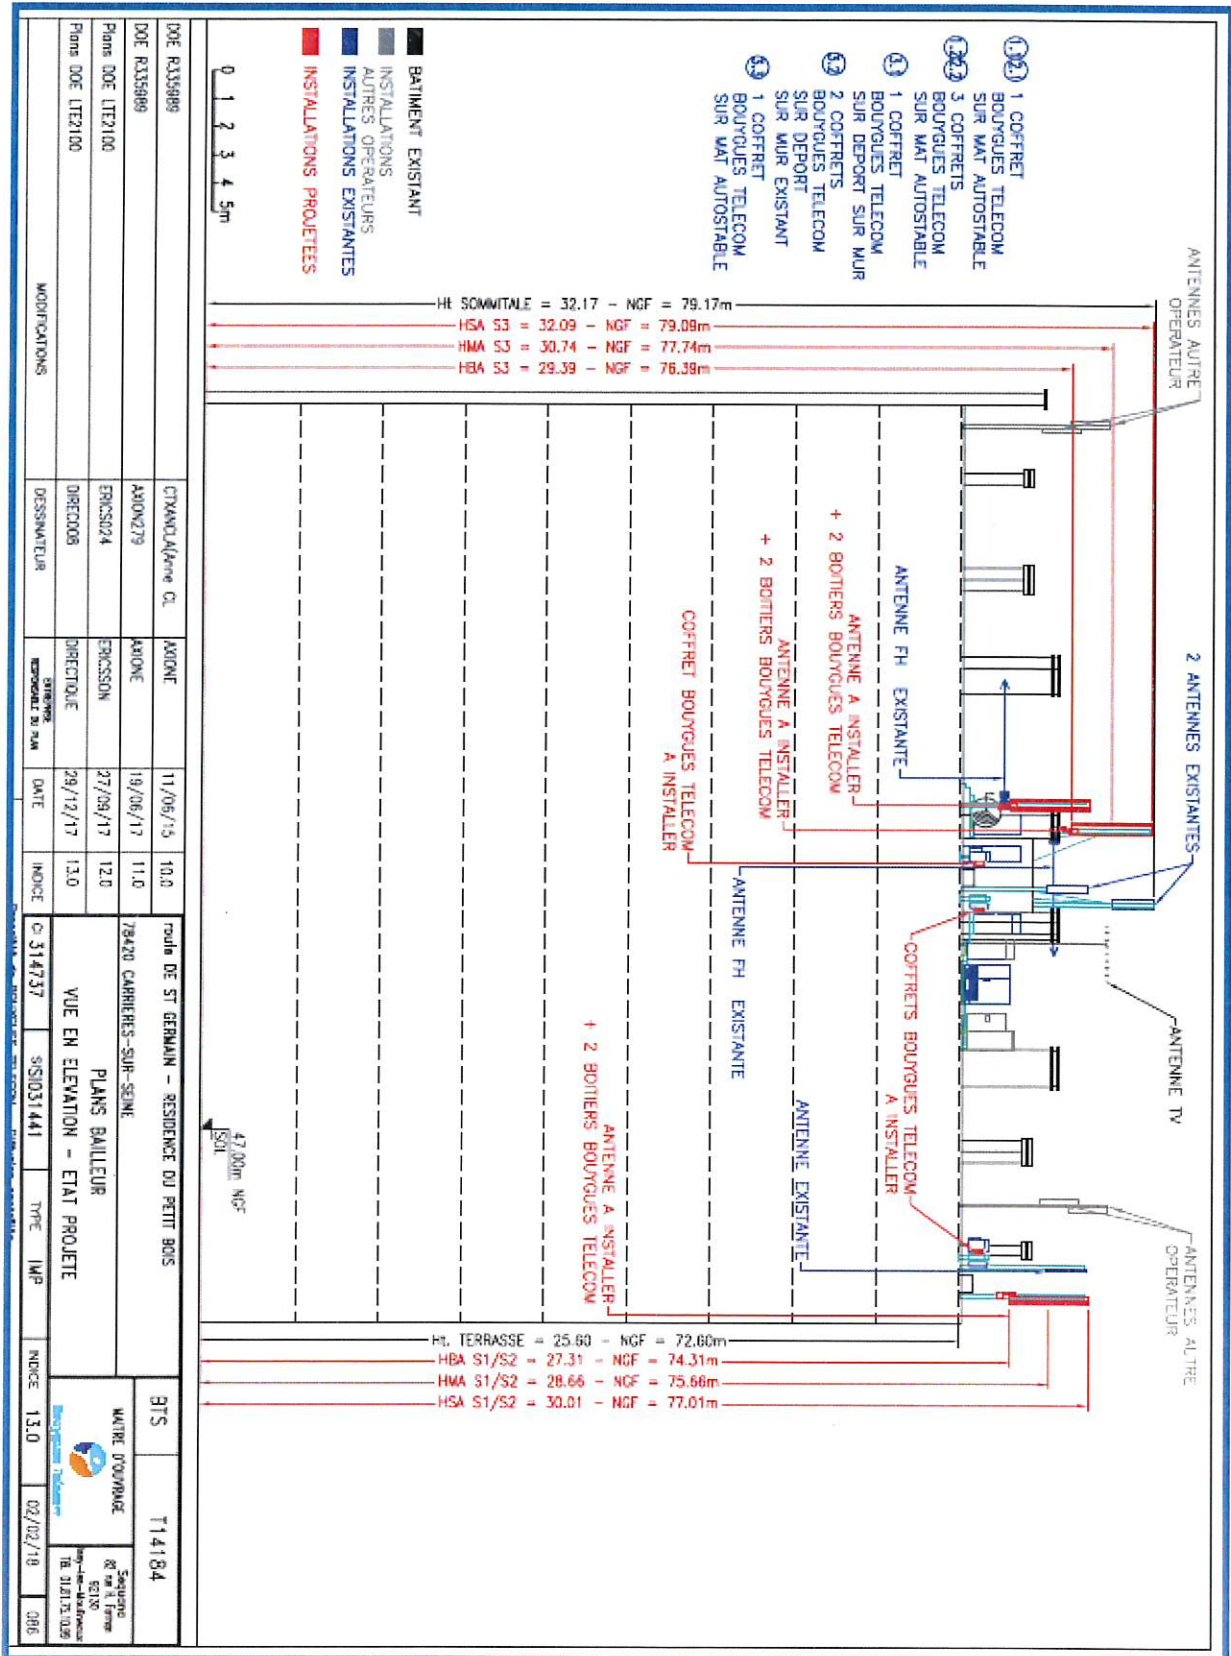 ANTENNES AUTRE
OPERATEUR
2 ANTENNES EXISTANTES
ANTENNE TV
ANTENNES AUTRE
OPERATEUR
1 COFFRET
BOUYGUES TELECOM
SUR MAT AUTOSTABLE
3 COFFRETS
BOUYGUES TELECOM
SUR MAT AUTOSTABLE
3.1 1 COFFRET
BOUYGUES TELECOM
SUR DEPORT SUR MUR
3.2 2 COFFRETS
BOUYGUES TELECOM
SUR DEPORT
SUR MUR EXISTANT
3.3 1 COFFRET
BOUYGUES TELECOM
SUR MAT AUTOSTABLE
Ht SOMMITALE = 32.17 - NGF = 79.17m
HSA S3 = 32.09 - NGF = 79.09m
HMA S3 = 30.74 - NGF = 77.74m
HBA S3 = 29.39 - NGF = 76.39m
ANTENNE FH EXISTANTE
ANTENNE A INSTALLER
+ 2 BOITIERS BOUYGUES TELECOM
ANTENNE A INSTALLER
+ 2 BOITIERS BOUYGUES TELECOM
COFFRET BOUYGUES TELECOM
A INSTALLER
ANTENNE FH EXISTANTE
COFFRETS BOUYGUES TELECOM
A INSTALLER
ANTENNE EXISTANTE
ANTENNE A INSTALLER
+ 2 BOITIERS BOUYGUES TELECOM
Ht. TERRASSE = 25.60 - NGF = 72.60m
HBA S1/S2 = 27.31 - NGF = 74.31m
HMA S1/S2 = 28.66 - NGF = 75.66m
HSA S1/S2 = 30.01 - NGF = 77.01m
BATIMENT EXISTANT
INSTALLATIONS
AUTRES OPERATEURS
INSTALLATIONS EXISTANTES
INSTALLATIONS PROJETEES
0 1 2 3 4 5m
47.00m NGF
SOL
DOE R335989 CTXANCLA(Anne CL AXIONE 11/06/15 10.0
DOE R335989 AXION279 AXIONE 19/06/17 11.0
Plans DOE LTE2100 ERICS024 ERICSSON 27/09/17 12.0
Plans DOE LTE2100 DIREC008 DIRECTIQUE 29/12/17 13.0
MODIFICATIONS DESSINATEUR ENTREPRISE RESPONSABLE DU PLAN DATE INDICE
route DE ST GERMAIN - RESIDENCE DU PETIT BOIS
78420 CARRIERES-SUR-SEINE
PLANS BAILLEUR
VUE EN ELEVATION - ETAT PROJETE
314737 TYPE IMP INDICE 13.0 02/02/18 086
BTS T14184
MAITRE D'OUVRAGE
Bouygues Telecom
Sequana
82 rue H. Farman
92130
Issy-les-Moulineaux